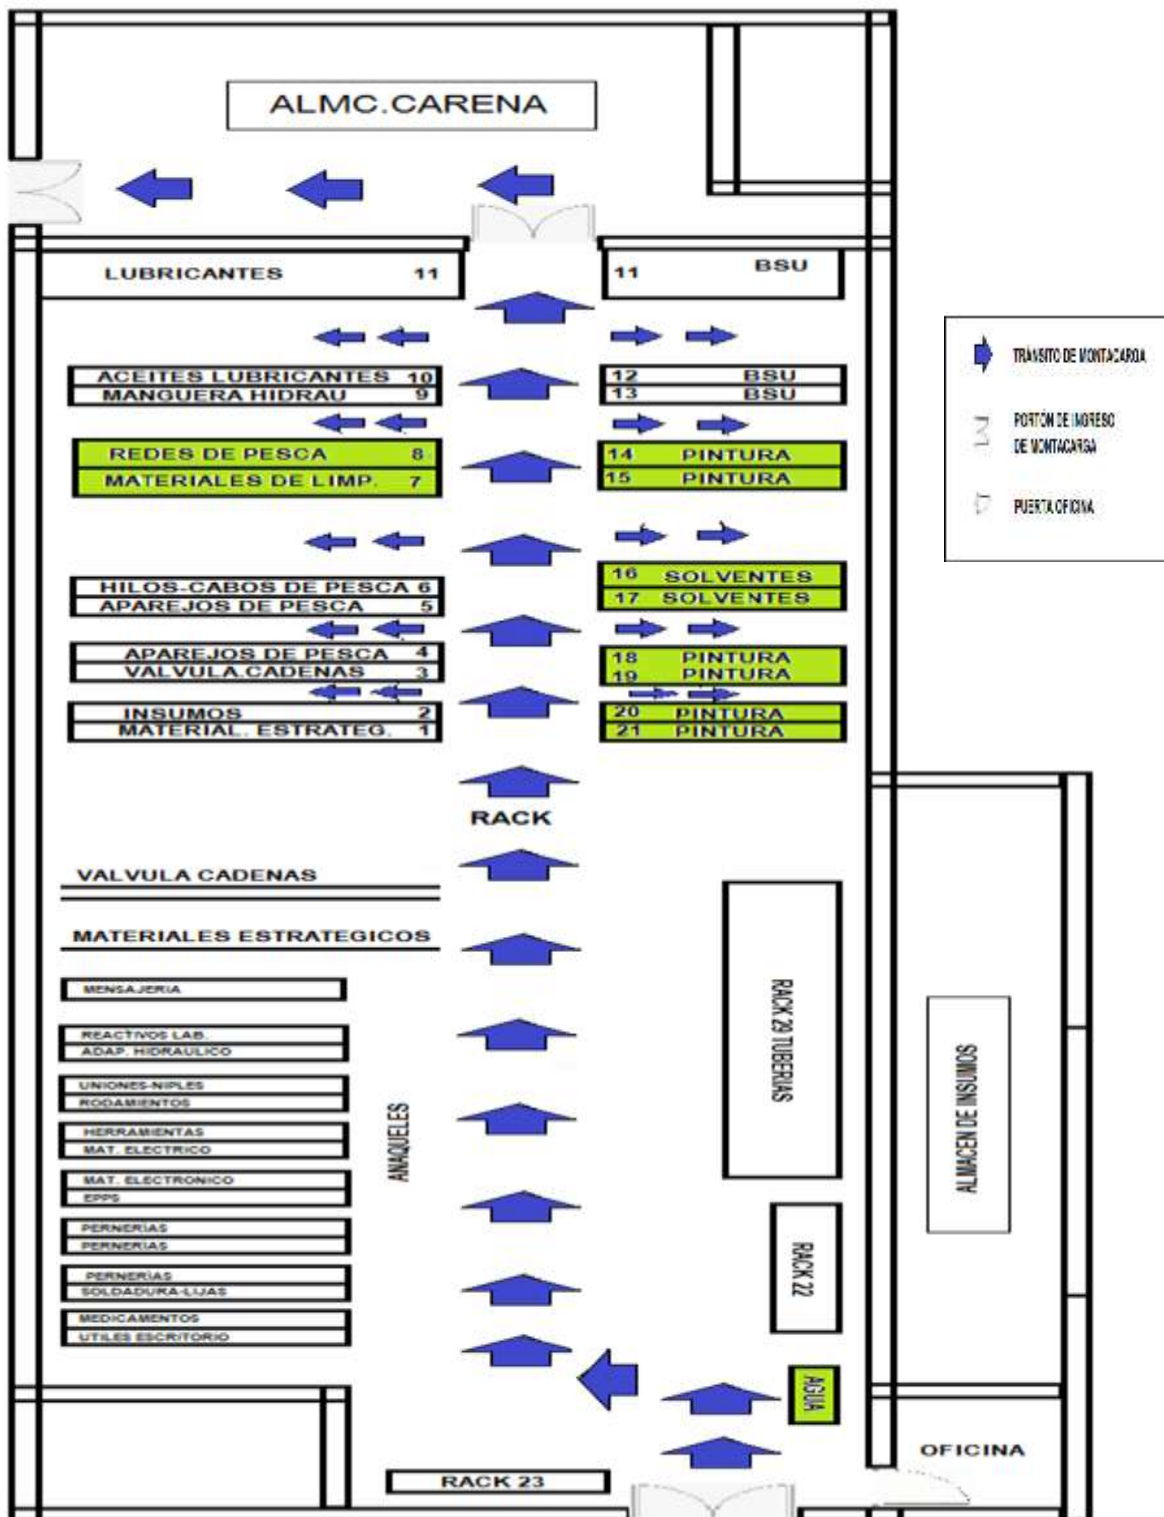 ALMC.CARENA
LUBRICANTES 11
11 BSU
ACEITES LUBRICANTES 10
MANGUERA HIDRAU 9
12 BSU
13 BSU
REDES DE PESCA 8
MATERIALES DE LIMP. 7
14 PINTURA
15 PINTURA
HILOS-CABOS DE PESCA 6
APAREJOS DE PESCA 5
16 SOLVENTES
17 SOLVENTES
APAREJOS DE PESCA 4
VALVULA.CADENAS 3
18 PINTURA
19 PINTURA
INSUMOS 2
MATERIAL. ESTRATEG. 1
20 PINTURA
21 PINTURA
RACK
VALVULA CADENAS
MATERIALES ESTRATEGICOS
MENSAJERIA
REACTIVOS LAB.
ADAP. HIDRAULICO
UNIONES-NIPLES
RODAMIENTOS
HERRAMIENTAS
MAT. ELECTRICO
MAT. ELECTRONICO
EPPS
PERNERÍAS
PERNERÍAS
PERNERÍAS
SOLDADURA-LIJAS
MEDICAMENTOS
UTILES ESCRITORIO
ANAQUELES
RACK 29 TUBERIAS
RACK 22
AGUA
RACK 23
ALMACEN DE INSUMOS
OFICINA
TRÁNSITO DE MONTACARGA
PORTÓN DE INGRESO
DE MONTACARGA
PUERTA OFICINA